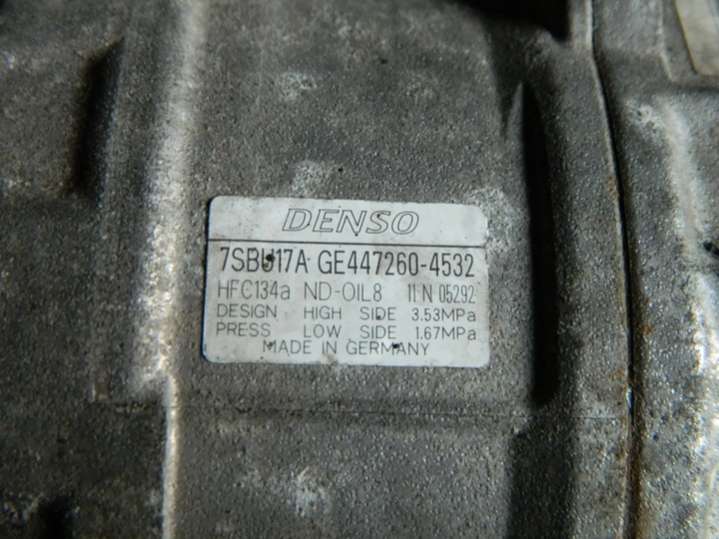 DENSO
7SBU17A GE447260-4532
HFC134a ND-OIL8 11 N 05292
DESIGN HIGH SIDE 3.53MPa
PRESS LOW SIDE 1.67MPa
MADE IN GERMANY